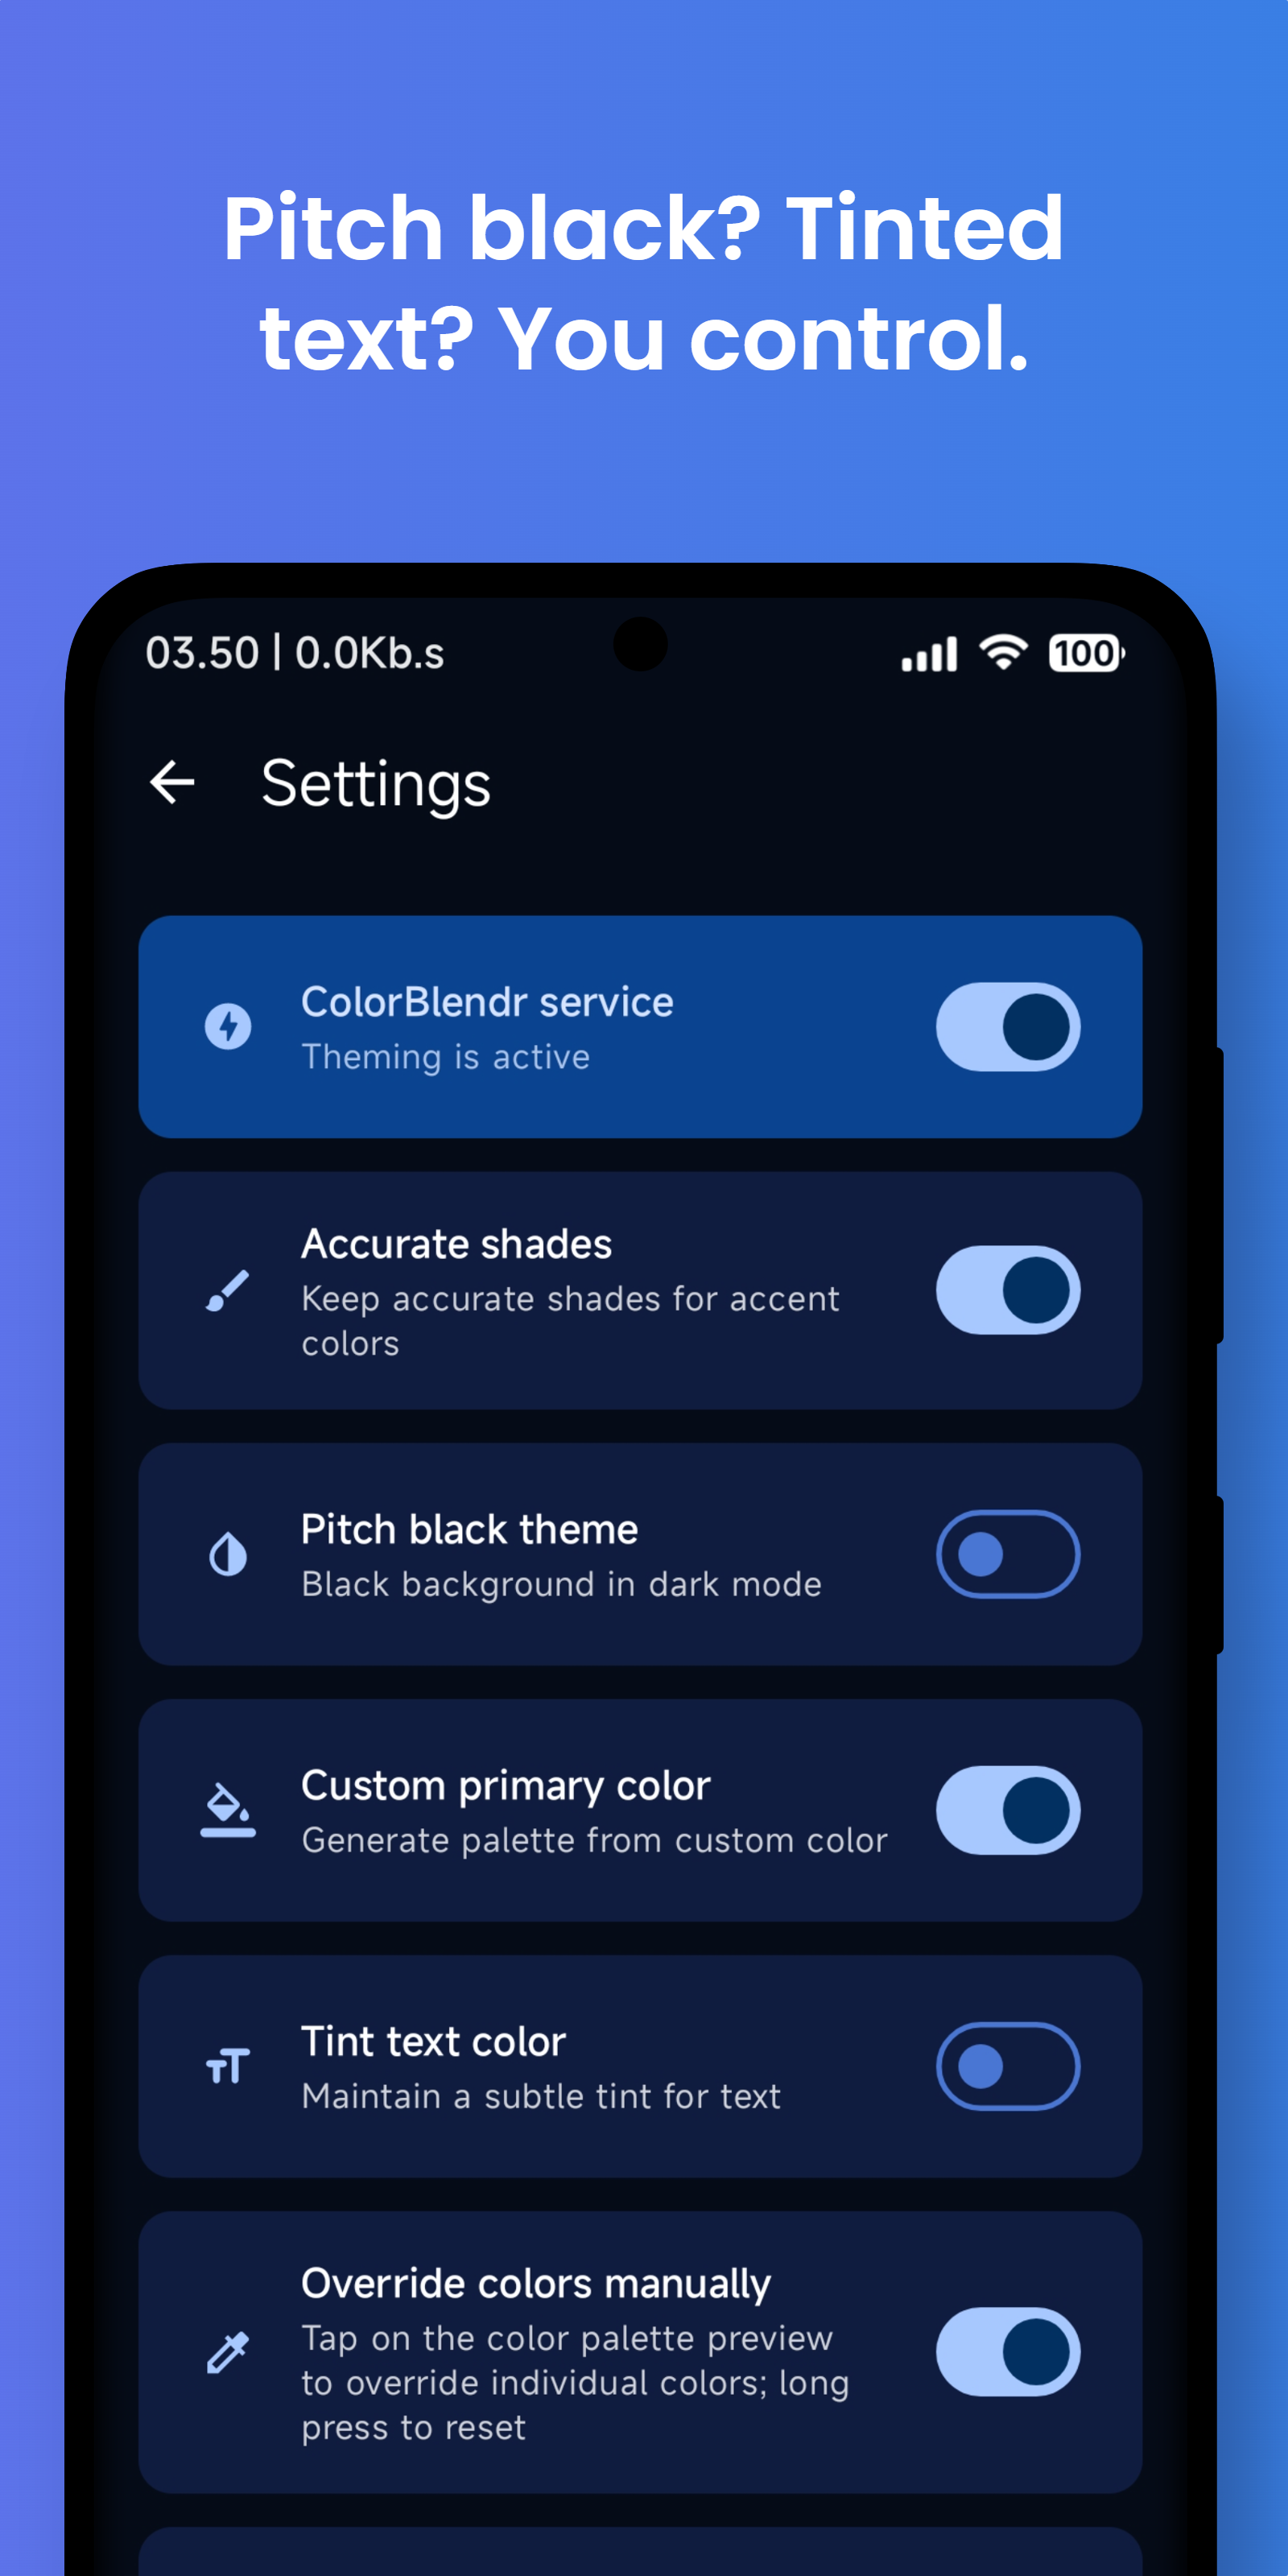 Pitch black? Tinted
text? You control.
03.50 | 0.0Kb.s
100
Settings
ColorBlendr service
Theming is active
Accurate shades
Keep accurate shades for accent
colors
Pitch black theme
Black background in dark mode
Custom primary color
Generate palette from custom color
Tint text color
Maintain a subtle tint for text
Override colors manually
Tap on the color palette preview
to override individual colors; long
press to reset